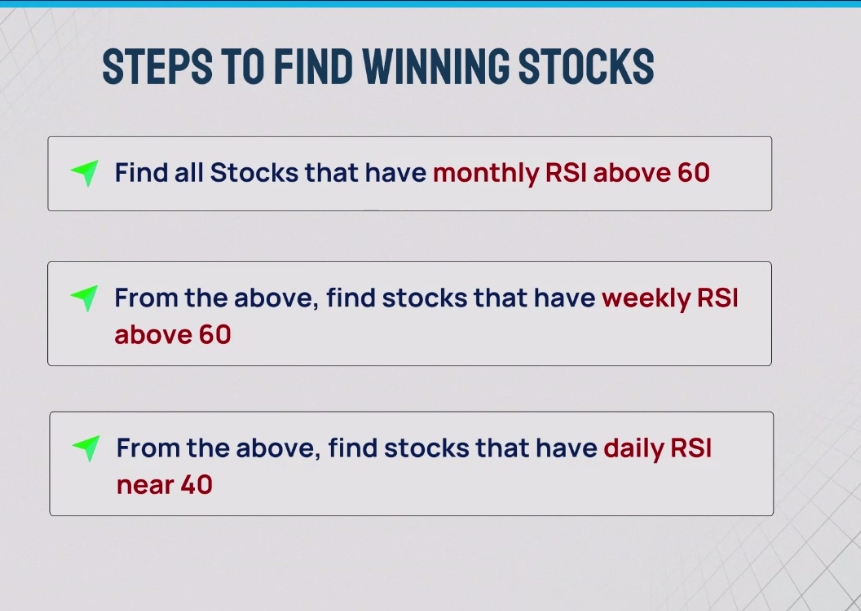 STEPS TO FIND WINNING STOCKS
Find all Stocks that have monthly RSI above 60
From the above, find stocks that have weekly RSI
above 60
From the above, find stocks that have daily RSI
near 40